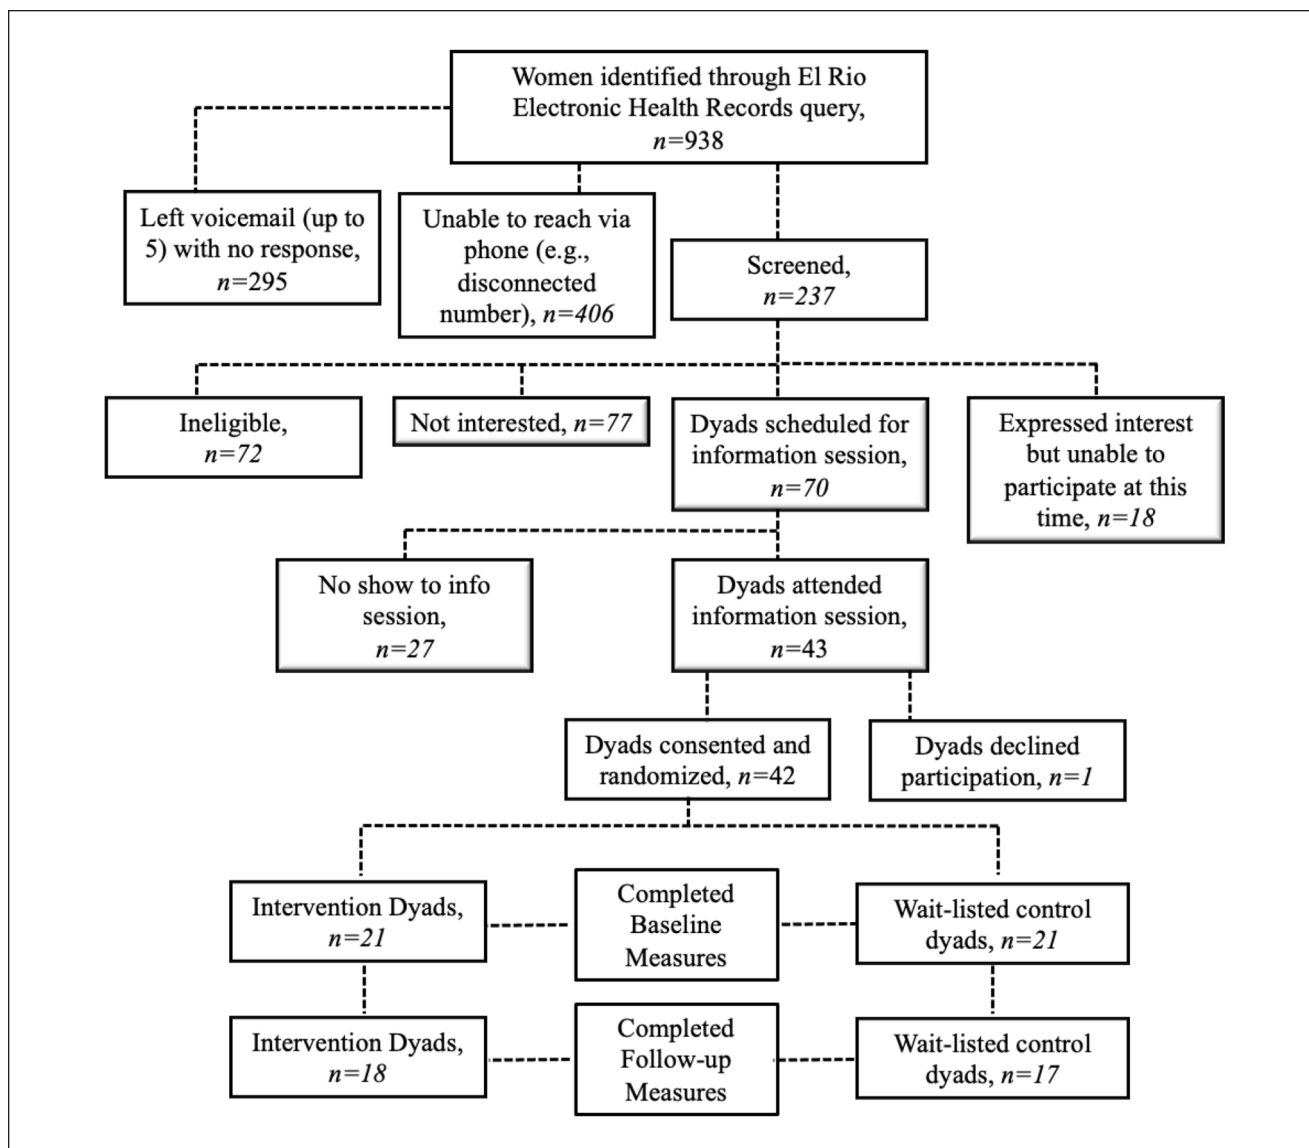 Women identified through El Rio
Electronic Health Records query,
n=938
Left voicemail (up to
5) with no response,
n=295
Unable to reach via
phone (e.g.,
disconnected
number), n=406
Screened,
n=237
Ineligible,
n=72
Not interested, n=77
Dyads scheduled for
information session,
n=70
Expressed interest
but unable to
participate at this
time, n=18
No show to info
session,
n=27
Dyads attended
information session,
n=43
Dyads consented and
randomized, n=42
Dyads declined
participation, n=1
Intervention Dyads,
n=21
Completed
Baseline
Measures
Wait-listed control
dyads, n=21
Intervention Dyads,
n=18
Completed
Follow-up
Measures
Wait-listed control
dyads, n=17